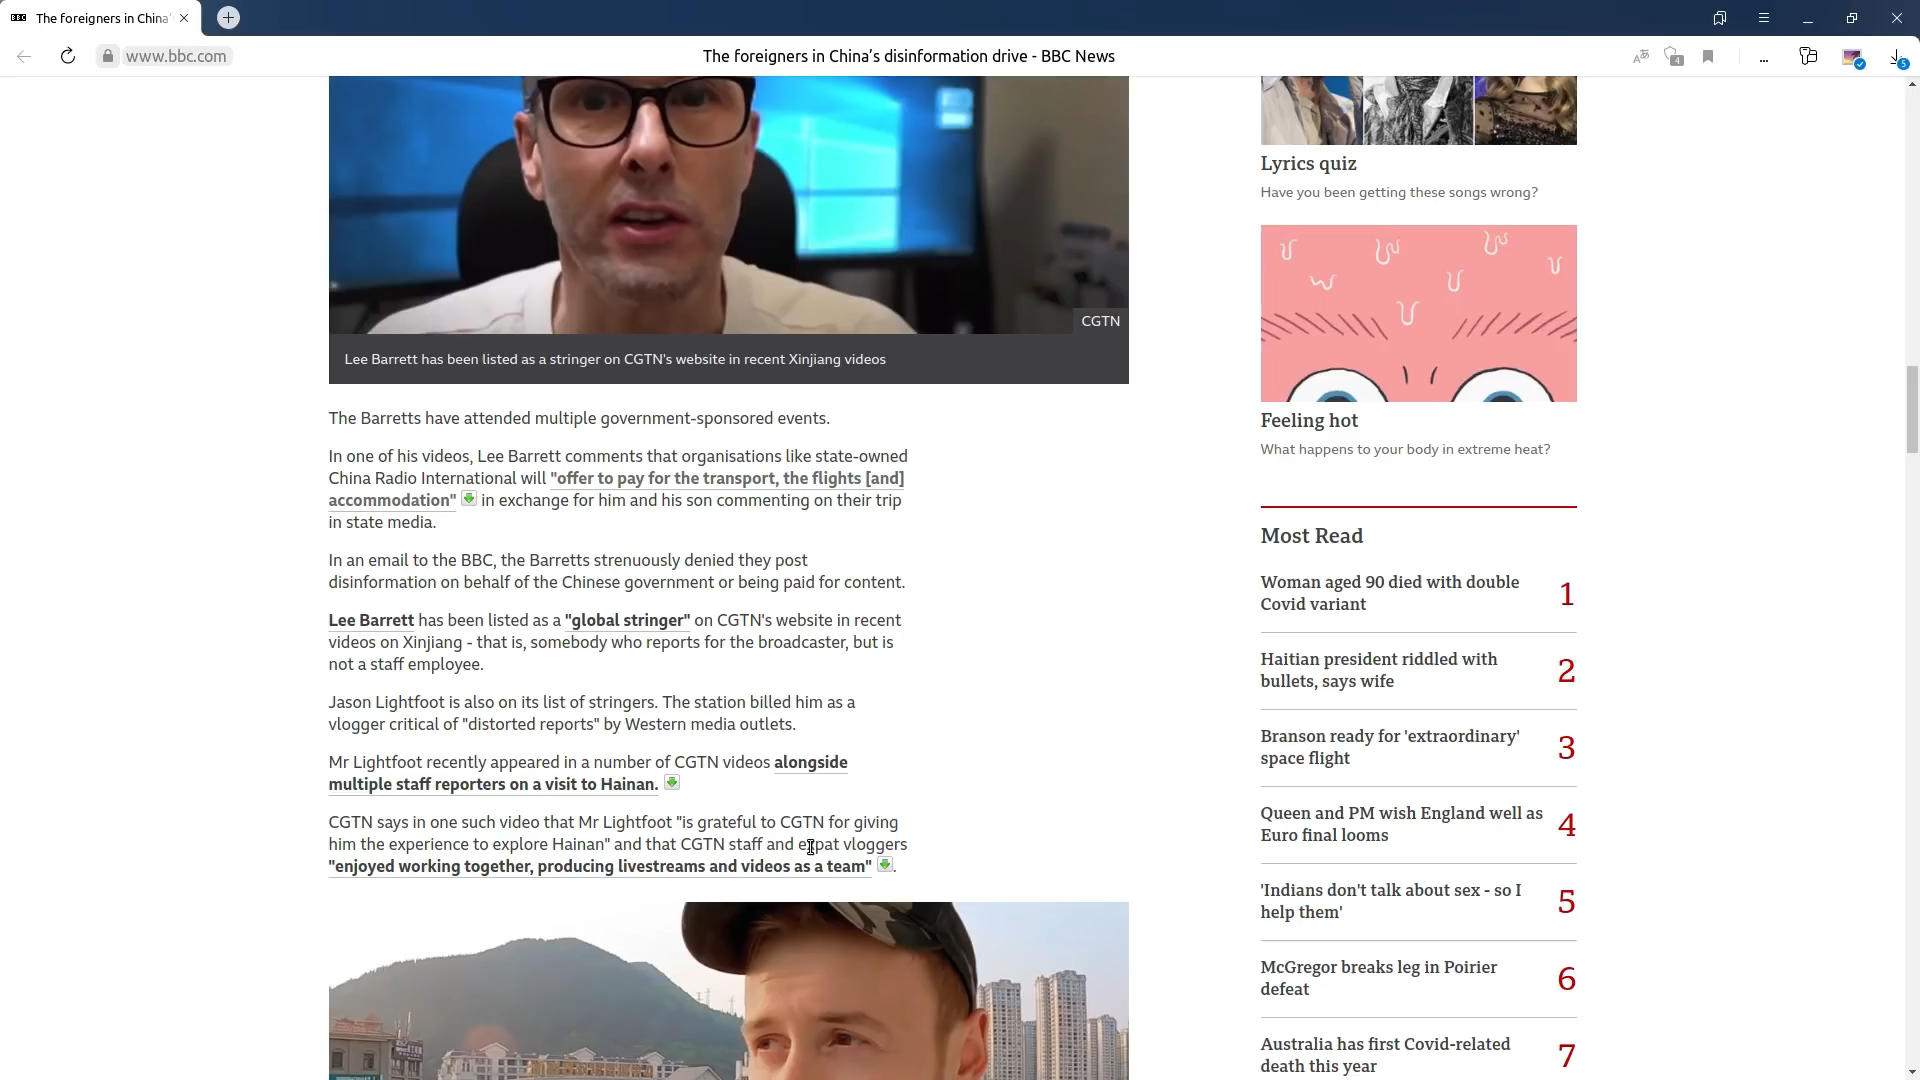 BBC The foreigners in China'
www.bbc.com
The foreigners in China's disinformation drive - BBC News
4
...
5
CGTN
Lee Barrett has been listed as a stringer on CGTN's website in recent Xinjiang videos
The Barretts have attended multiple government-sponsored events.
In one of his videos, Lee Barrett comments that organisations like state-owned
China Radio International will "offer to pay for the transport, the flights [and]
accommodation" in exchange for him and his son commenting on their trip
in state media.
In an email to the BBC, the Barretts strenuously denied they post
disinformation on behalf of the Chinese government or being paid for content.
Lee Barrett has been listed as a "global stringer" on CGTN's website in recent
videos on Xinjiang - that is, somebody who reports for the broadcaster, but is
not a staff employee.
Jason Lightfoot is also on its list of stringers. The station billed him as a
vlogger critical of "distorted reports" by Western media outlets.
Mr Lightfoot recently appeared in a number of CGTN videos alongside
multiple staff reporters on a visit to Hainan.
CGTN says in one such video that Mr Lightfoot "is grateful to CGTN for giving
him the experience to explore Hainan" and that CGTN staff and expat vloggers
"enjoyed working together, producing livestreams and videos as a team".
Lyrics quiz
Have you been getting these songs wrong?
Feeling hot
What happens to your body in extreme heat?
Most Read
Woman aged 90 died with double
Covid variant
1
Haitian president riddled with
bullets, says wife
2
Branson ready for 'extraordinary'
space flight
3
Queen and PM wish England well as
Euro final looms
4
'Indians don't talk about sex - so I
help them'
5
McGregor breaks leg in Poirier
defeat
6
Australia has first Covid-related
death this year
7